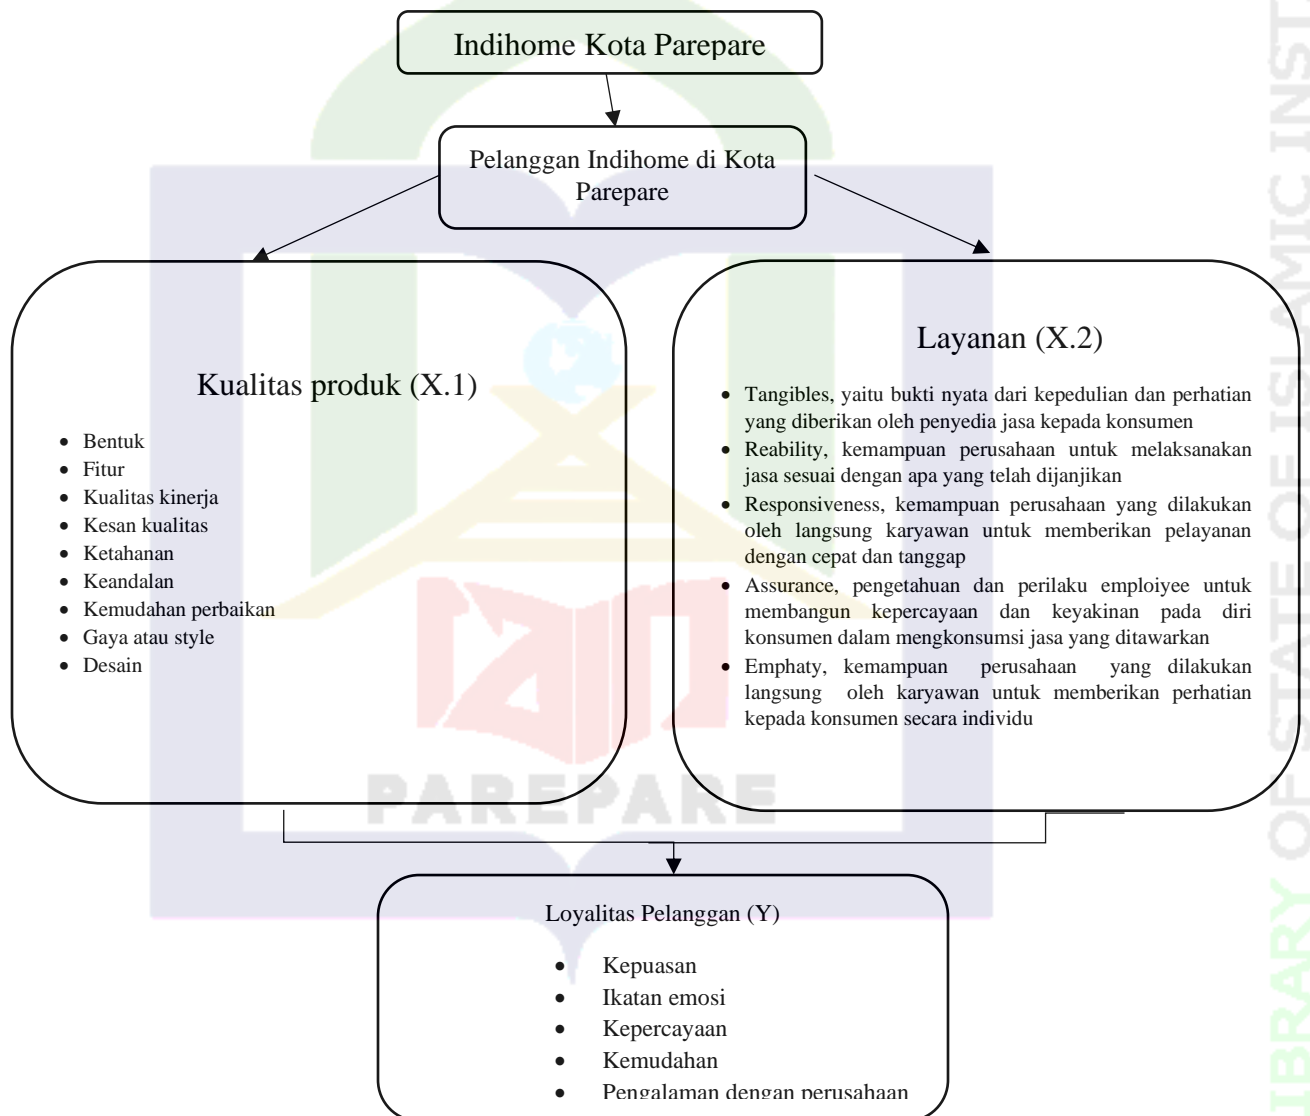 Indihome Kota Parepare
Pelanggan Indihome di Kota
Parepare
Kualitas produk (X.1)
• Bentuk
• Fitur
• Kualitas kinerja
• Kesan kualitas
• Ketahanan
• Keandalan
• Kemudahan perbaikan
• Gaya atau style
• Desain
Layanan (X.2)
• Tangibles, yaitu bukti nyata dari kepedulian dan perhatian
yang diberikan oleh penyedia jasa kepada konsumen
• Reability, kemampuan perusahaan untuk melaksanakan
jasa sesuai dengan apa yang telah dijanjikan
• Responsiveness, kemampuan perusahaan yang dilakukan
oleh langsung karyawan untuk memberikan pelayanan
dengan cepat dan tanggap
• Assurance, pengetahuan dan perilaku emploiyee untuk
membangun kepercayaan dan keyakinan pada diri
konsumen dalam mengkonsumsi jasa yang ditawarkan
• Emphaty, kemampuan perusahaan yang dilakukan
langsung oleh karyawan untuk memberikan perhatian
kepada konsumen secara individu
PAREPARE
Loyalitas Pelanggan (Y)
• Kepuasan
• Ikatan emosi
• Kepercayaan
• Kemudahan
• Pengalaman dengan perusahaan
OF STATE OF ISLAMIC